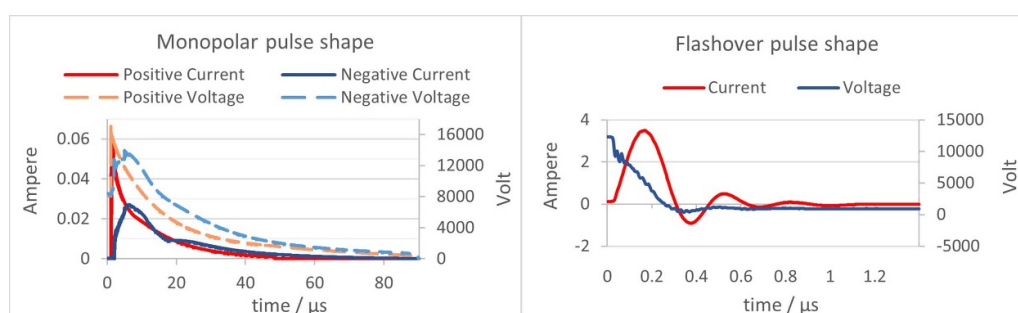 Monopolar pulse shape
Positive Current Negative Current
Positive Voltage Negative Voltage
0.06 16000
12000
0.04
8000
0.02
4000
0 0
Ampere
Volt
0 20 40 60 80
time / µs
Flashover pulse shape
Current Voltage
4 15000
10000
2
5000
0
0
-2 -5000
Ampere
Volt
0 0.2 0.4 0.6 0.8 1 1.2
time / µs